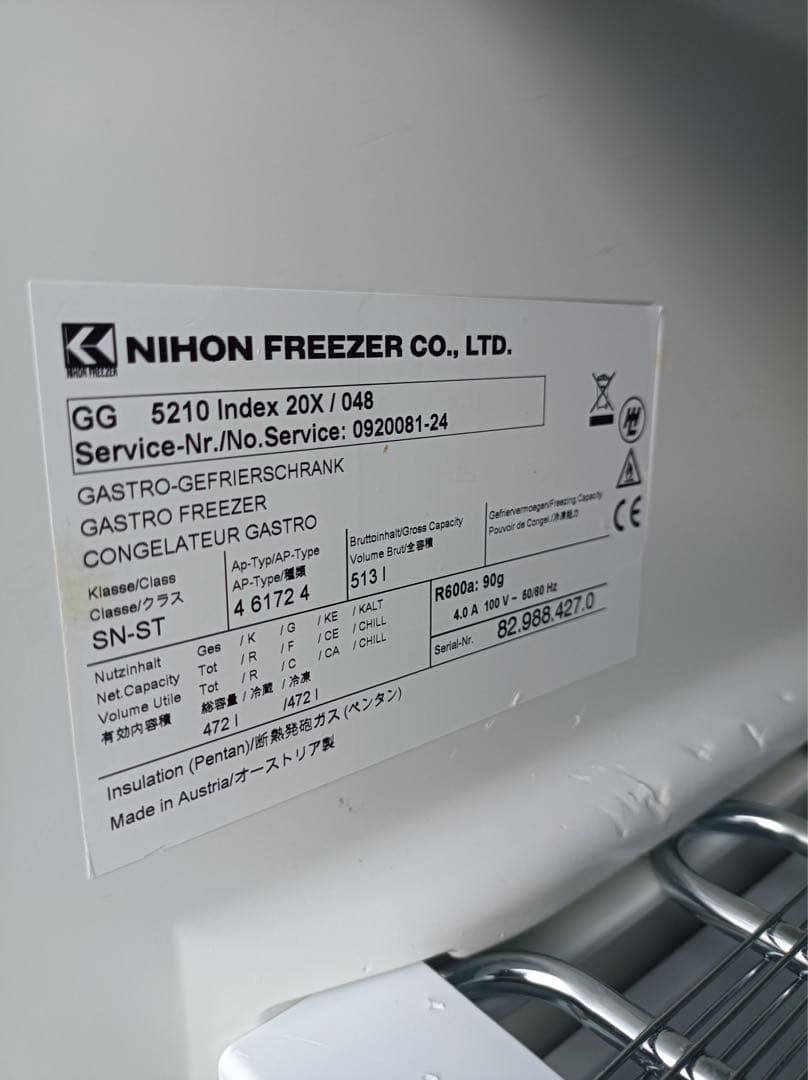 NIHON FREEZER CO., LTD.
NIHON FREEZER
GG 5210 Index 20X / 048
Service-Nr./No.Service: 0920081-24
GASTRO-GEFRIERSCHRANK
GASTRO FREEZER
CONGELATEUR GASTRO
Klasse/Class
Classe/クラス
SN-ST
Ap-Typ/AP-Type
AP-Type/種類
4 6172 4
Bruttoinhalt/Gross Capacity
Volume Brut/全容積
513 l
Gefriervermoegen/Freezing Capacity
Pouvoir de Congel./冷凍能力
CE
Nutzinhalt Ges /K /G /KE /KALT
Net.Capacity Tot /R /F /CE /CHILL
Volume Utile Tot /R /C /CA /CHILL
有効内容積 総容量 /冷蔵 /冷凍
472 l /472 l
R600a: 90g
4.0 A 100 V ~ 50/60 Hz
Serial-Nr. 82.988.427.0
Insulation (Pentan)/断熱発砲ガス (ペンタン)
Made in Austria/オーストリア製